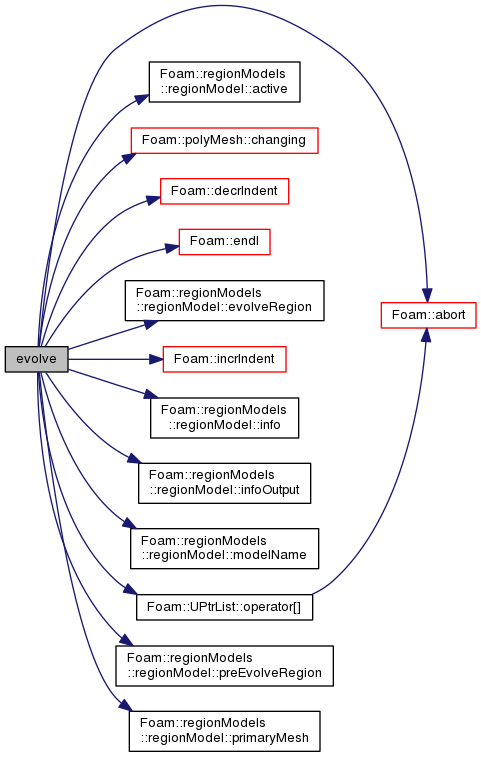 Foam::regionModels
::regionModel::active
Foam::polyMesh::changing
Foam::decrIndent
Foam::endl
Foam::regionModels
::regionModel::evolveRegion
Foam::abort
evolve
Foam::incrIndent
Foam::regionModels
::regionModel::info
Foam::regionModels
::regionModel::infoOutput
Foam::regionModels
::regionModel::modelName
Foam::UPtrList::operator[]
Foam::regionModels
::regionModel::preEvolveRegion
Foam::regionModels
::regionModel::primaryMesh